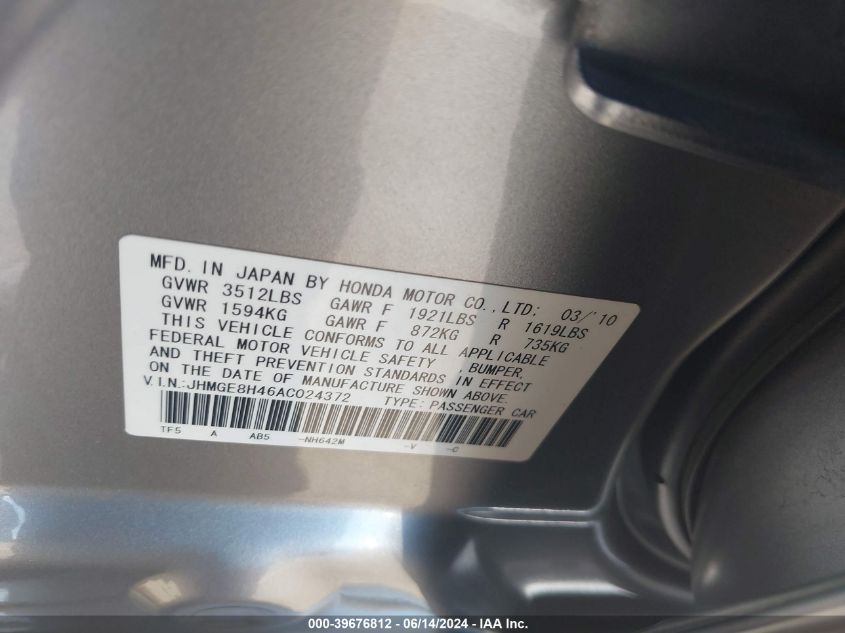 MFD. IN JAPAN BY HONDA MOTOR CO., LTD: 03/'10
GVWR 3512LBS GAWR F 1921LBS R 1619LBS
GVWR 1594KG GAWR F 872KG R 735KG
THIS VEHICLE CONFORMS TO ALL APPLICABLE
FEDERAL MOTOR VEHICLE SAFETY ,BUMPER,
AND THEFT PREVENTION STANDARDS IN EFFECT
ON THE DATE OF MANUFACTURE SHOWN ABOVE.
V.I.N.:JHMGE8H46AC024372 TYPE: PASSENGER CAR
TF5 A AB5 -NH642M -V -C
000-39676812 - 06/14/2024 - IAA Inc.